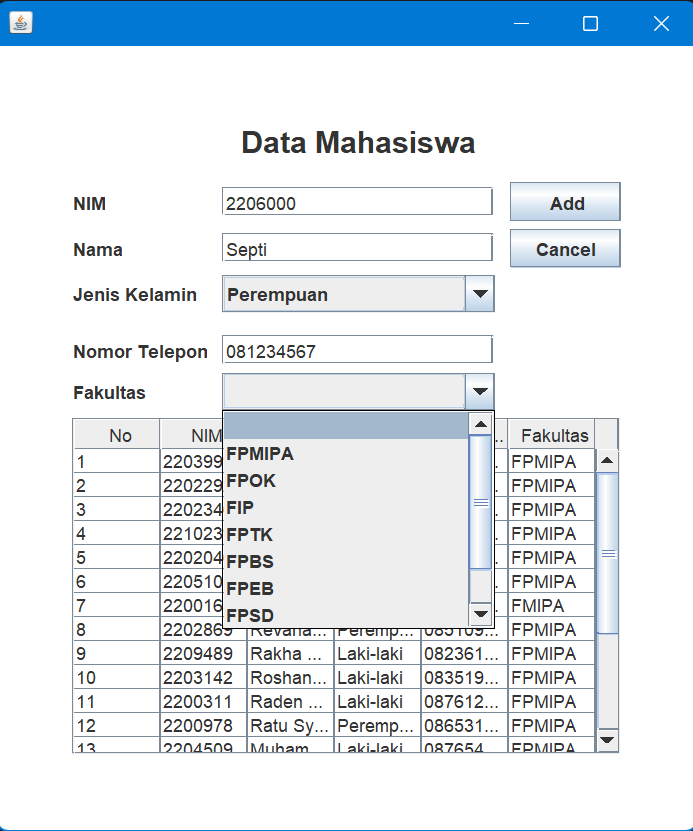 Data Mahasiswa
NIM 2206000 Add
Nama Septi Cancel
Jenis Kelamin Perempuan
Nomor Telepon 081234567
Fakultas
No NIM ... Fakultas
FPMIPA
FPOK
FIP
FPTK
FPBS
FPEB
FPSD
1 220399 FPMIPA
2 220229 FPMIPA
3 220234 FPMIPA
4 221023 FPMIPA
5 220204 FPMIPA
6 220510 FPMIPA
7 220016 FMIPA
8 2202869 Revana... Peremp... 085109... FPMIPA
9 2209489 Rakha ... Laki-laki 082361... FPMIPA
10 2203142 Roshan... Laki-laki 083519... FPMIPA
11 2200311 Raden ... Laki-laki 087612... FPMIPA
12 2200978 Ratu Sy... Peremp... 086531... FPMIPA
13 2204509 Muham... Laki-laki 087654... FPMIPA